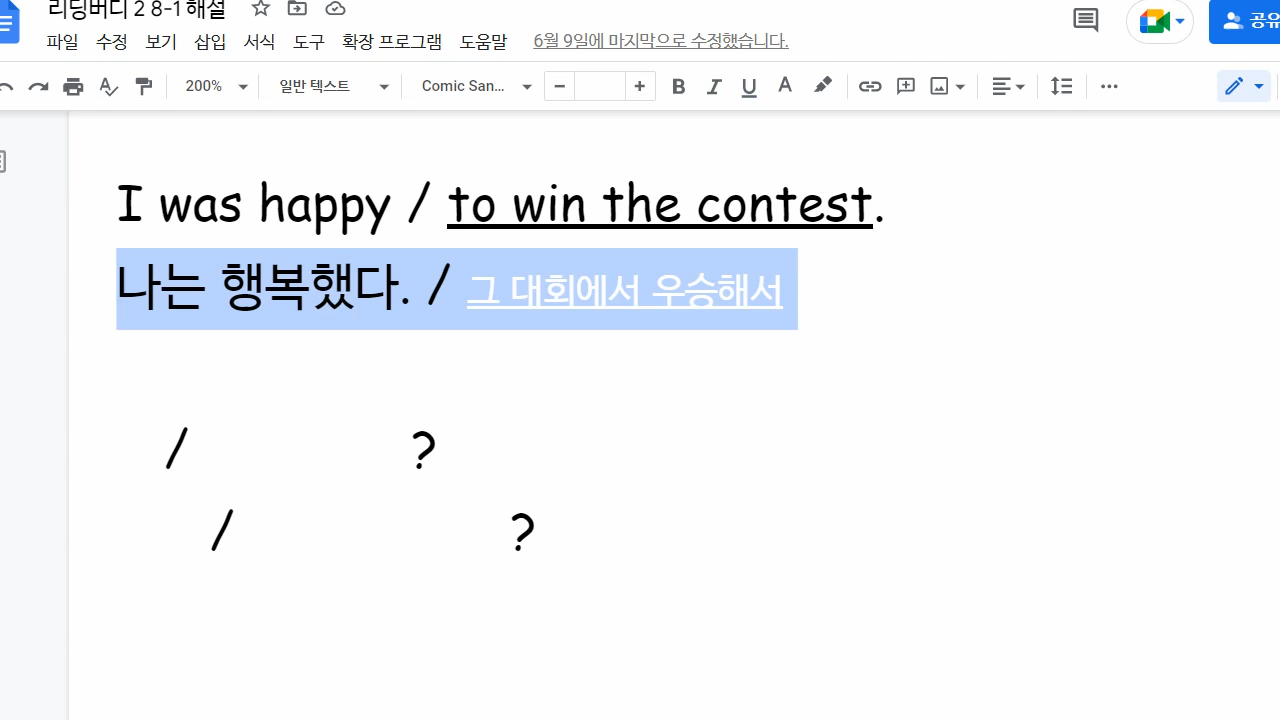 리딩버디 2 8-1 해설
파일 수정 보기 삽입 서식 도구 확장 프로그램 도움말 6월 9일에 마지막으로 수정했습니다.
공유
200% 일반 텍스트 Comic San... − + B I U A
I was happy / to win the contest.
나는 행복했다. / 그 대회에서 우승해서
/ ?
/ ?